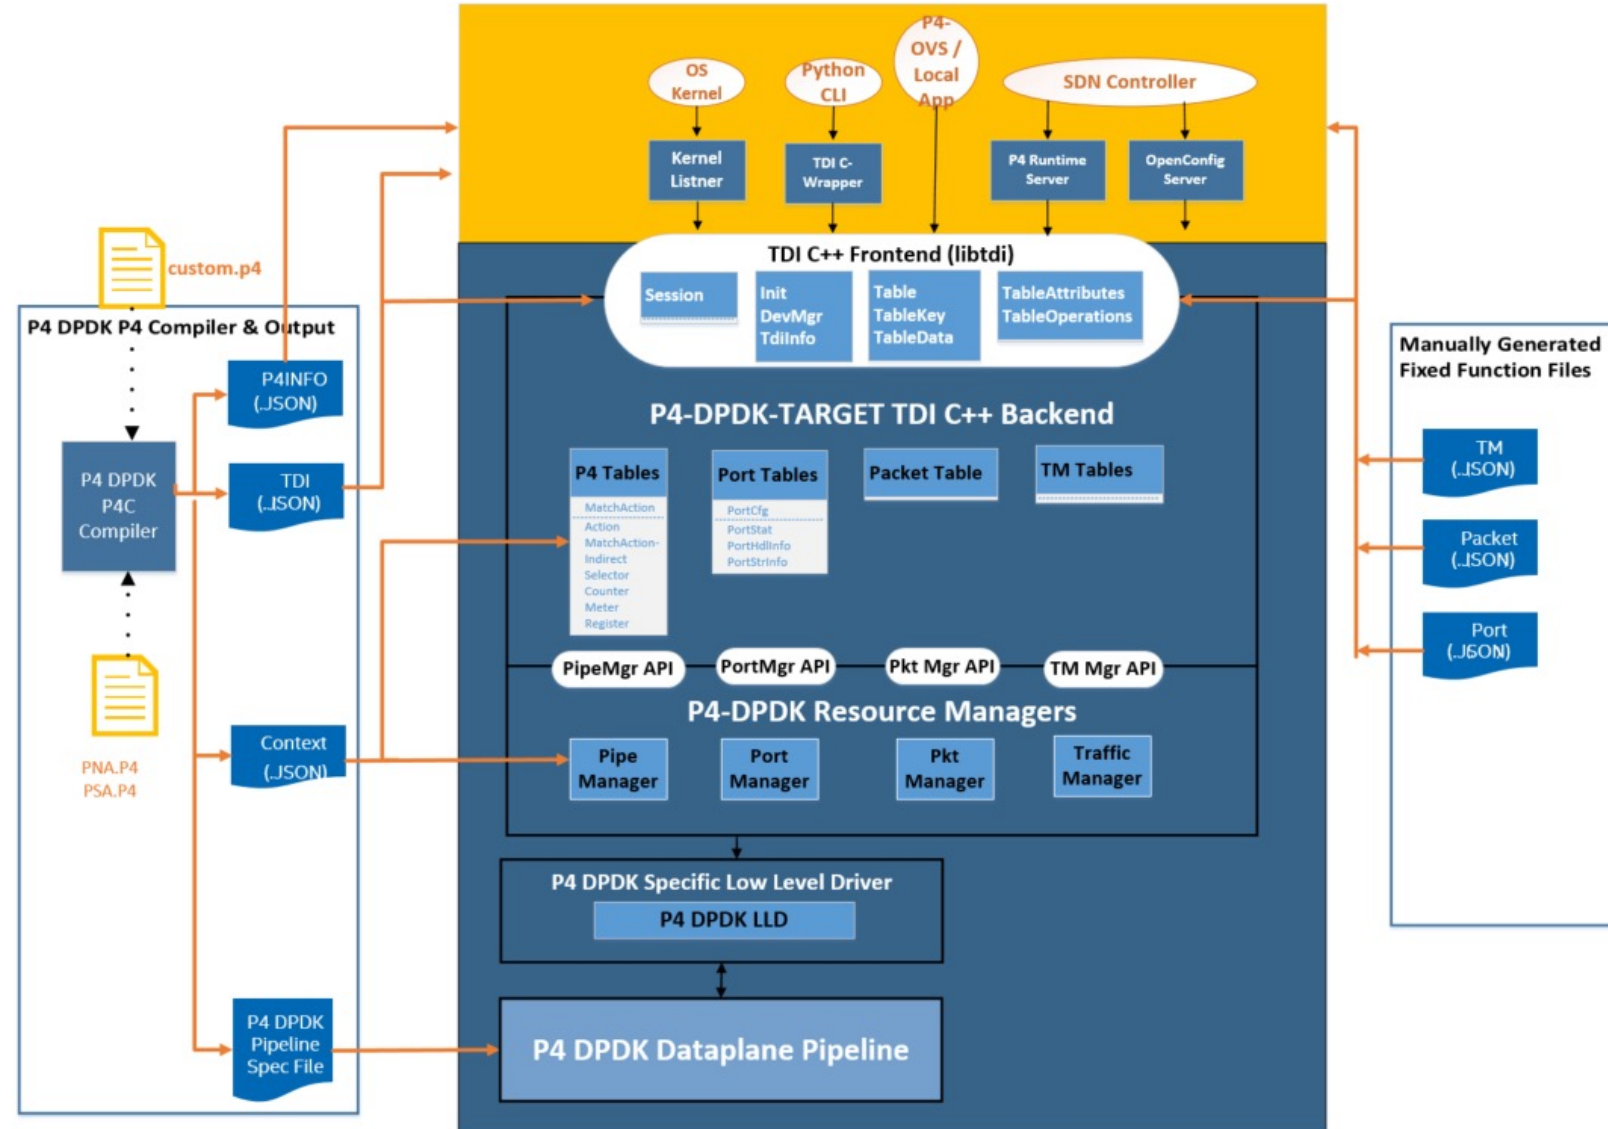 P4-
OVS /
Local
App
OS
Kernel
Python
CLI
SDN Controller
Kernel
Listner
TDI C-
Wrapper
P4 Runtime
Server
OpenConfig
Server
custom.p4
TDI C++ Frontend (libtdi)
Session
Init
DevMgr
TdiInfo
Table
TableKey
TableData
TableAttributes
TableOperations
P4 DPDK P4 Compiler & Output
P4INFO
(.JSON)
P4 DPDK
P4C
Compiler
TDI
(.JSON)
Context
(.JSON)
PNA.P4
PSA.P4
P4 DPDK
Pipeline
Spec File
P4-DPDK-TARGET TDI C++ Backend
P4 Tables
MatchAction
Action
MatchAction-
Indirect
Selector
Counter
Meter
Register
Port Tables
PortCfg
PortStat
PortHdlInfo
PortStrInfo
Packet Table
TM Tables
PipeMgr API
PortMgr API
Pkt Mgr API
TM Mgr API
P4-DPDK Resource Managers
Pipe
Manager
Port
Manager
Pkt
Manager
Traffic
Manager
P4 DPDK Specific Low Level Driver
P4 DPDK LLD
P4 DPDK Dataplane Pipeline
Manually Generated
Fixed Function Files
TM
(.JSON)
Packet
(.JSON)
Port
(.JSON)